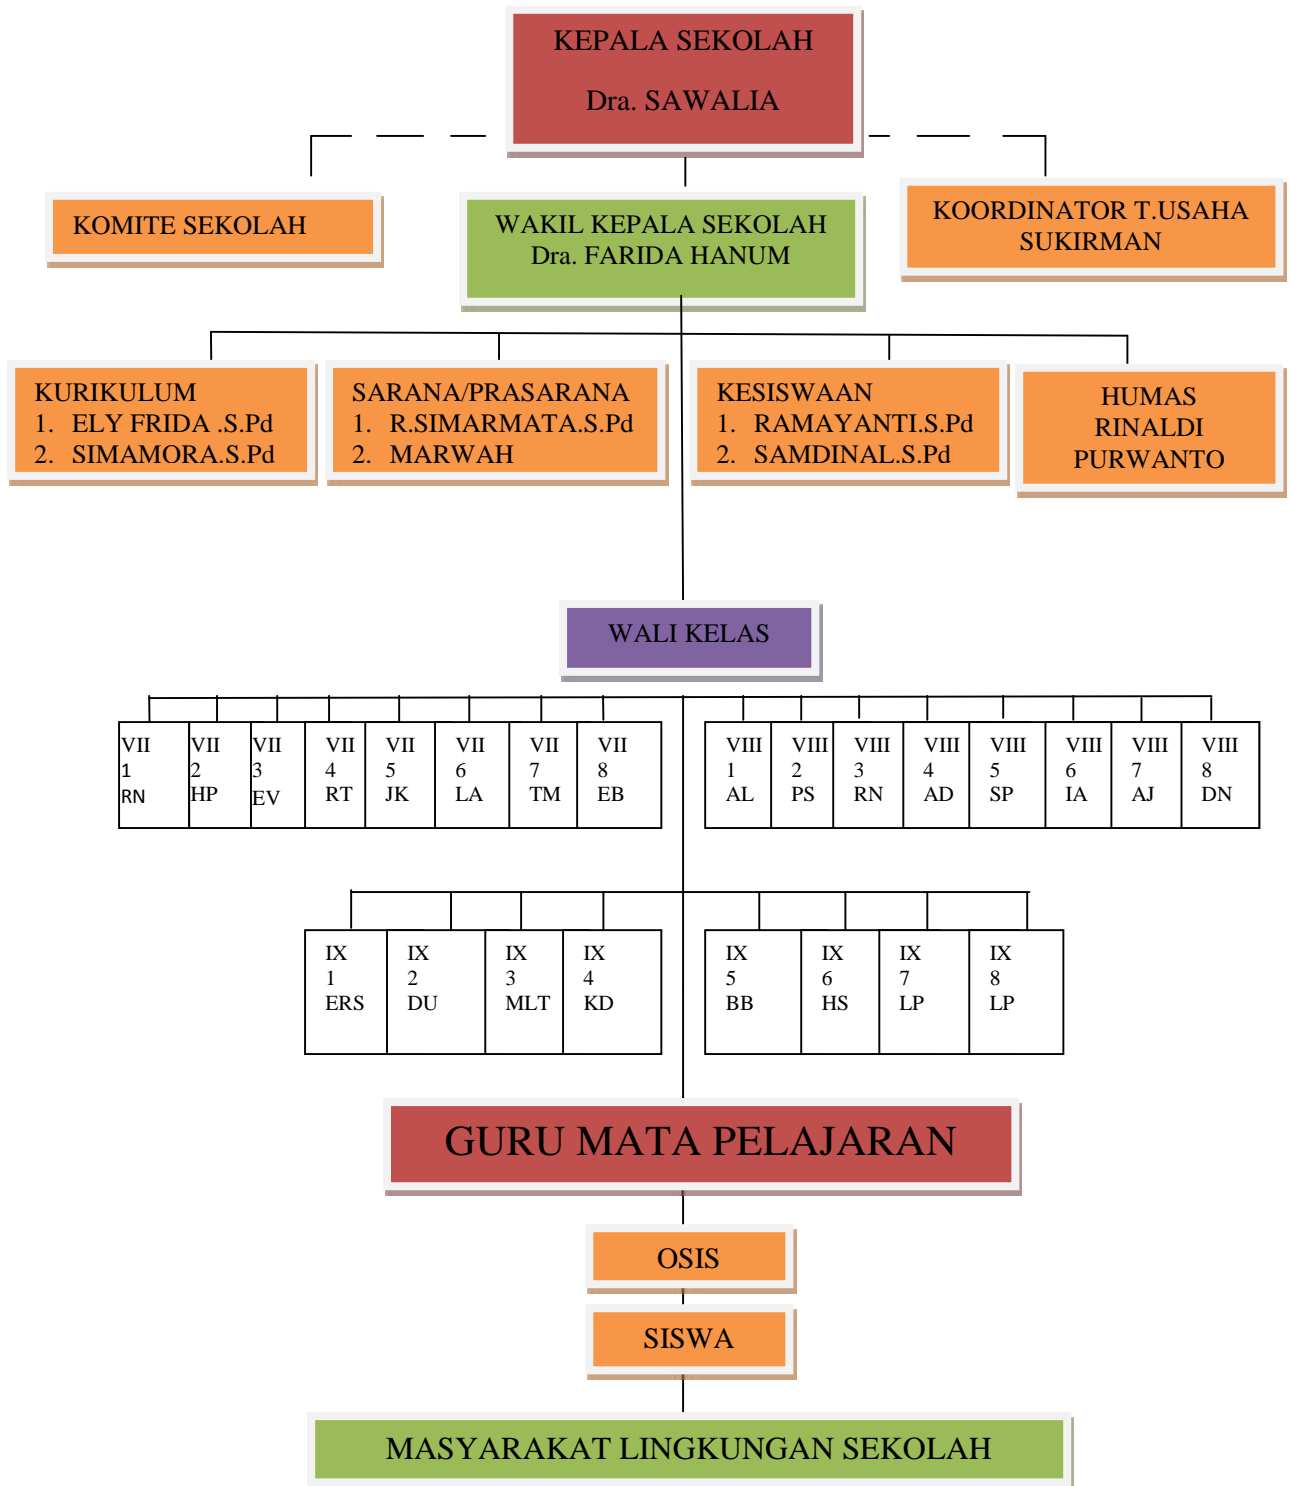 KEPALA SEKOLAH
Dra. SAWALIA
KOMITE SEKOLAH
WAKIL KEPALA SEKOLAH
Dra. FARIDA HANUM
KOORDINATOR T.USAHA
SUKIRMAN
KURIKULUM
1. ELY FRIDA .S.Pd
2. SIMAMORA.S.Pd
SARANA/PRASARANA
1. R.SIMARMATA.S.Pd
2. MARWAH
KESISWAAN
1. RAMAYANTI.S.Pd
2. SAMDINAL.S.Pd
HUMAS
RINALDI
PURWANTO
WALI KELAS
VII
1
RN
VII
2
HP
VII
3
EV
VII
4
RT
VII
5
JK
VII
6
LA
VII
7
TM
VII
8
EB
VIII
1
AL
VIII
2
PS
VIII
3
RN
VIII
4
AD
VIII
5
SP
VIII
6
IA
VIII
7
AJ
VIII
8
DN
IX
1
ERS
IX
2
DU
IX
3
MLT
IX
4
KD
IX
5
BB
IX
6
HS
IX
7
LP
IX
8
LP
GURU MATA PELAJARAN
OSIS
SISWA
MASYARAKAT LINGKUNGAN SEKOLAH